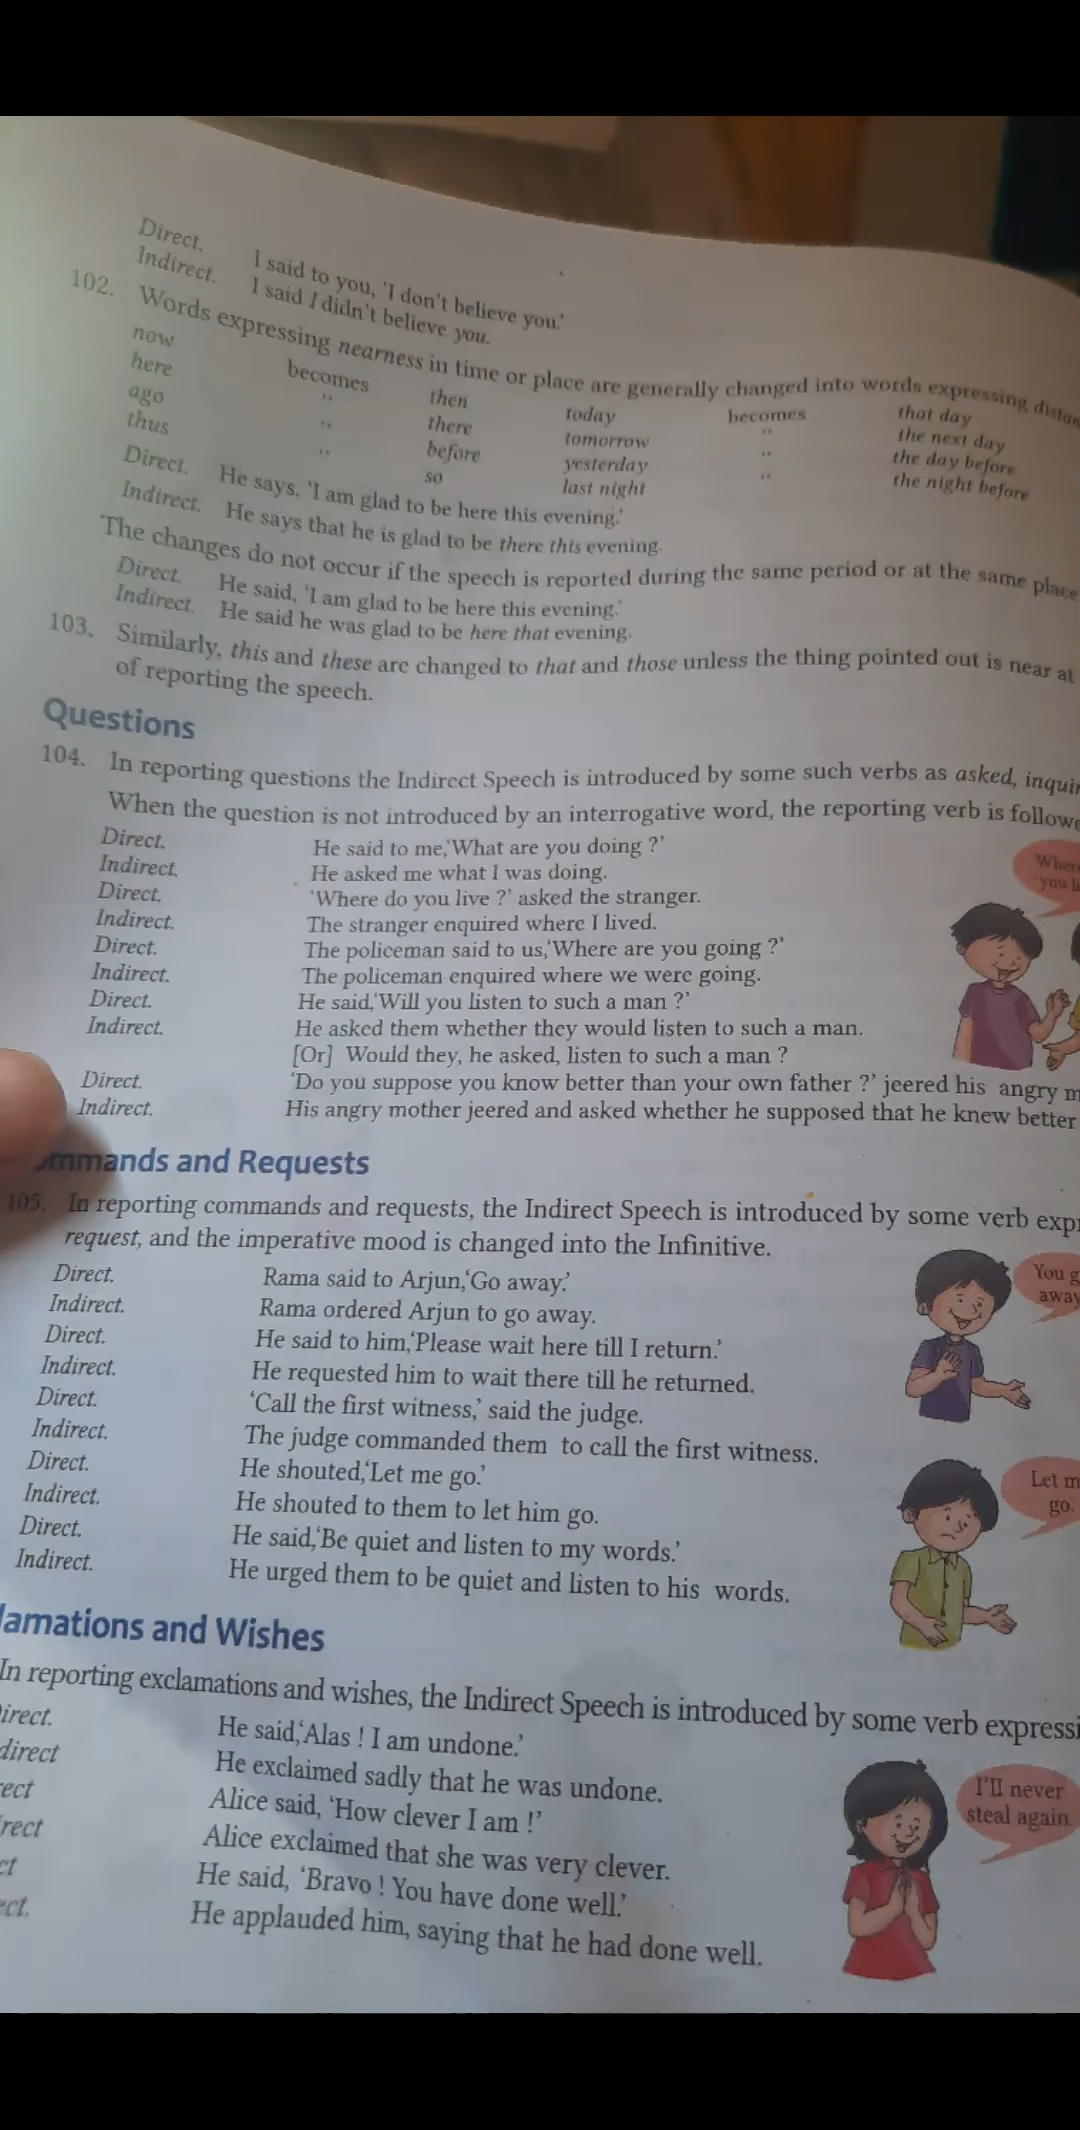 Direct. I said to you, 'I don't believe you.'
Indirect. I said I didn't believe you.
102. Words expressing nearness in time or place are generally changed into words expressing
now becomes then today becomes that day
here " there tomorrow " the next day
ago " before yesterday " the day before
thus " so last night " the night before
Direct. He says, 'I am glad to be here this evening.'
Indirect. He says that he is glad to be there this evening.
The changes do not occur if the speech is reported during the same period or at the same place
Direct. He said, 'I am glad to be here this evening.'
Indirect. He said he was glad to be here that evening.
103. Similarly, this and these are changed to that and those unless the thing pointed out is near at
of reporting the speech.
Questions
104. In reporting questions the Indirect Speech is introduced by some such verbs as asked,
When the question is not introduced by an interrogative word, the reporting verb is
Direct. He said to me,'What are you doing ?'
Indirect. He asked me what I was doing.
Direct. 'Where do you live ?' asked the stranger.
Indirect. The stranger enquired where I lived.
Direct. The policeman said to us,'Where are you going ?'
Indirect. The policeman enquired where we were going.
Direct. He said,'Will you listen to such a man ?'
Indirect. He asked them whether they would listen to such a man.
[Or] Would they, he asked, listen to such a man ?
Direct. 'Do you suppose you know better than your own father ?' jeered his angry
Indirect. His angry mother jeered and asked whether he supposed that he knew better
you
mmands and Requests
105. In reporting commands and requests, the Indirect Speech is introduced by some verb
request, and the imperative mood is changed into the Infinitive.
Direct. Rama said to Arjun,'Go away.'
Indirect. Rama ordered Arjun to go away.
Direct. He said to him,'Please wait here till I return.'
Indirect. He requested him to wait there till he returned.
Direct. 'Call the first witness,' said the judge.
Indirect. The judge commanded them to call the first witness.
Direct. He shouted,'Let me go.'
Indirect. He shouted to them to let him go.
Direct. He said,'Be quiet and listen to my words.'
Indirect. He urged them to be quiet and listen to his words.
You g
away
Let m
go.
lamations and Wishes
In reporting exclamations and wishes, the Indirect Speech is introduced by some verb expressi
irect. He said,'Alas ! I am undone.'
direct He exclaimed sadly that he was undone.
rect Alice said, 'How clever I am !'
rect Alice exclaimed that she was very clever.
ct He said, 'Bravo ! You have done well.'
ect. He applauded him, saying that he had done well.
I'll never
steal again